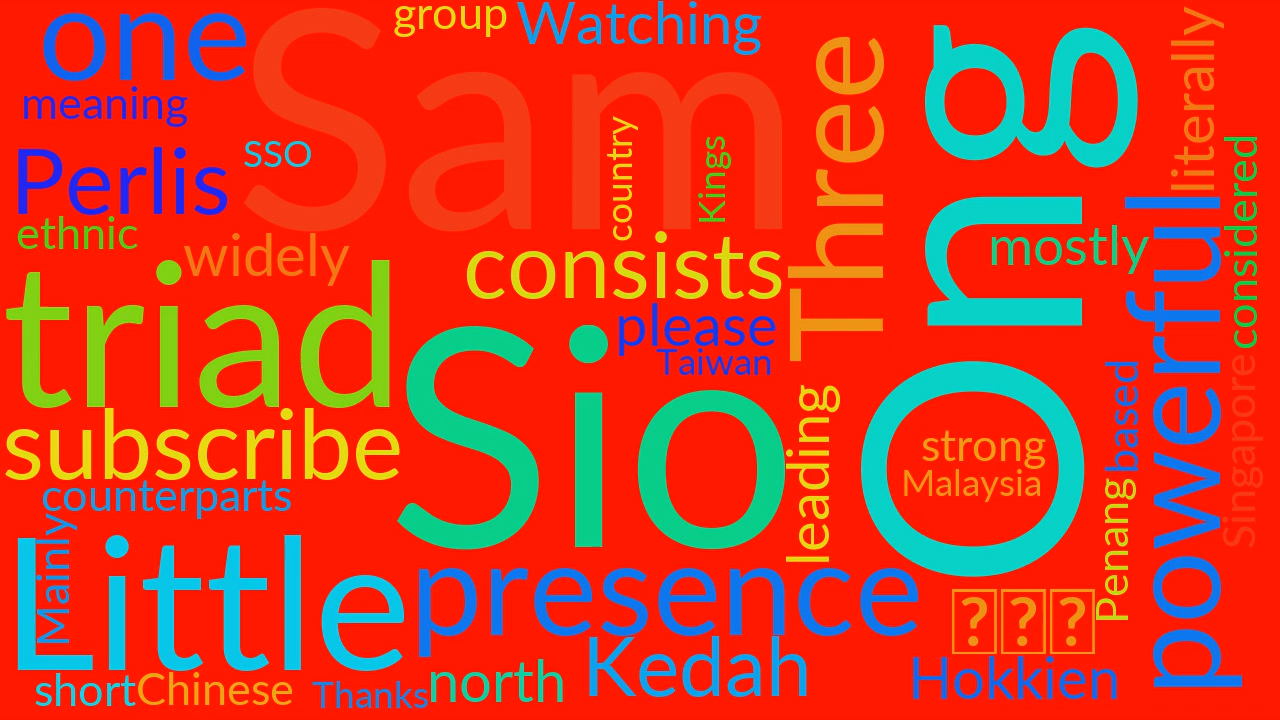 one
Sam
group
Watching
meaning
SSO
Perlis
ethnic
widely
country
Kings
Three
Ong
mostly
literally
considered
powerful
triad
consists
please
Taiwan
Sio
subscribe
counterparts
leading
strong
Malaysia
based
Singapore
Penang
Mainly
Little
presence
Kedah
Hokkien
short
Chinese
Thanks
north